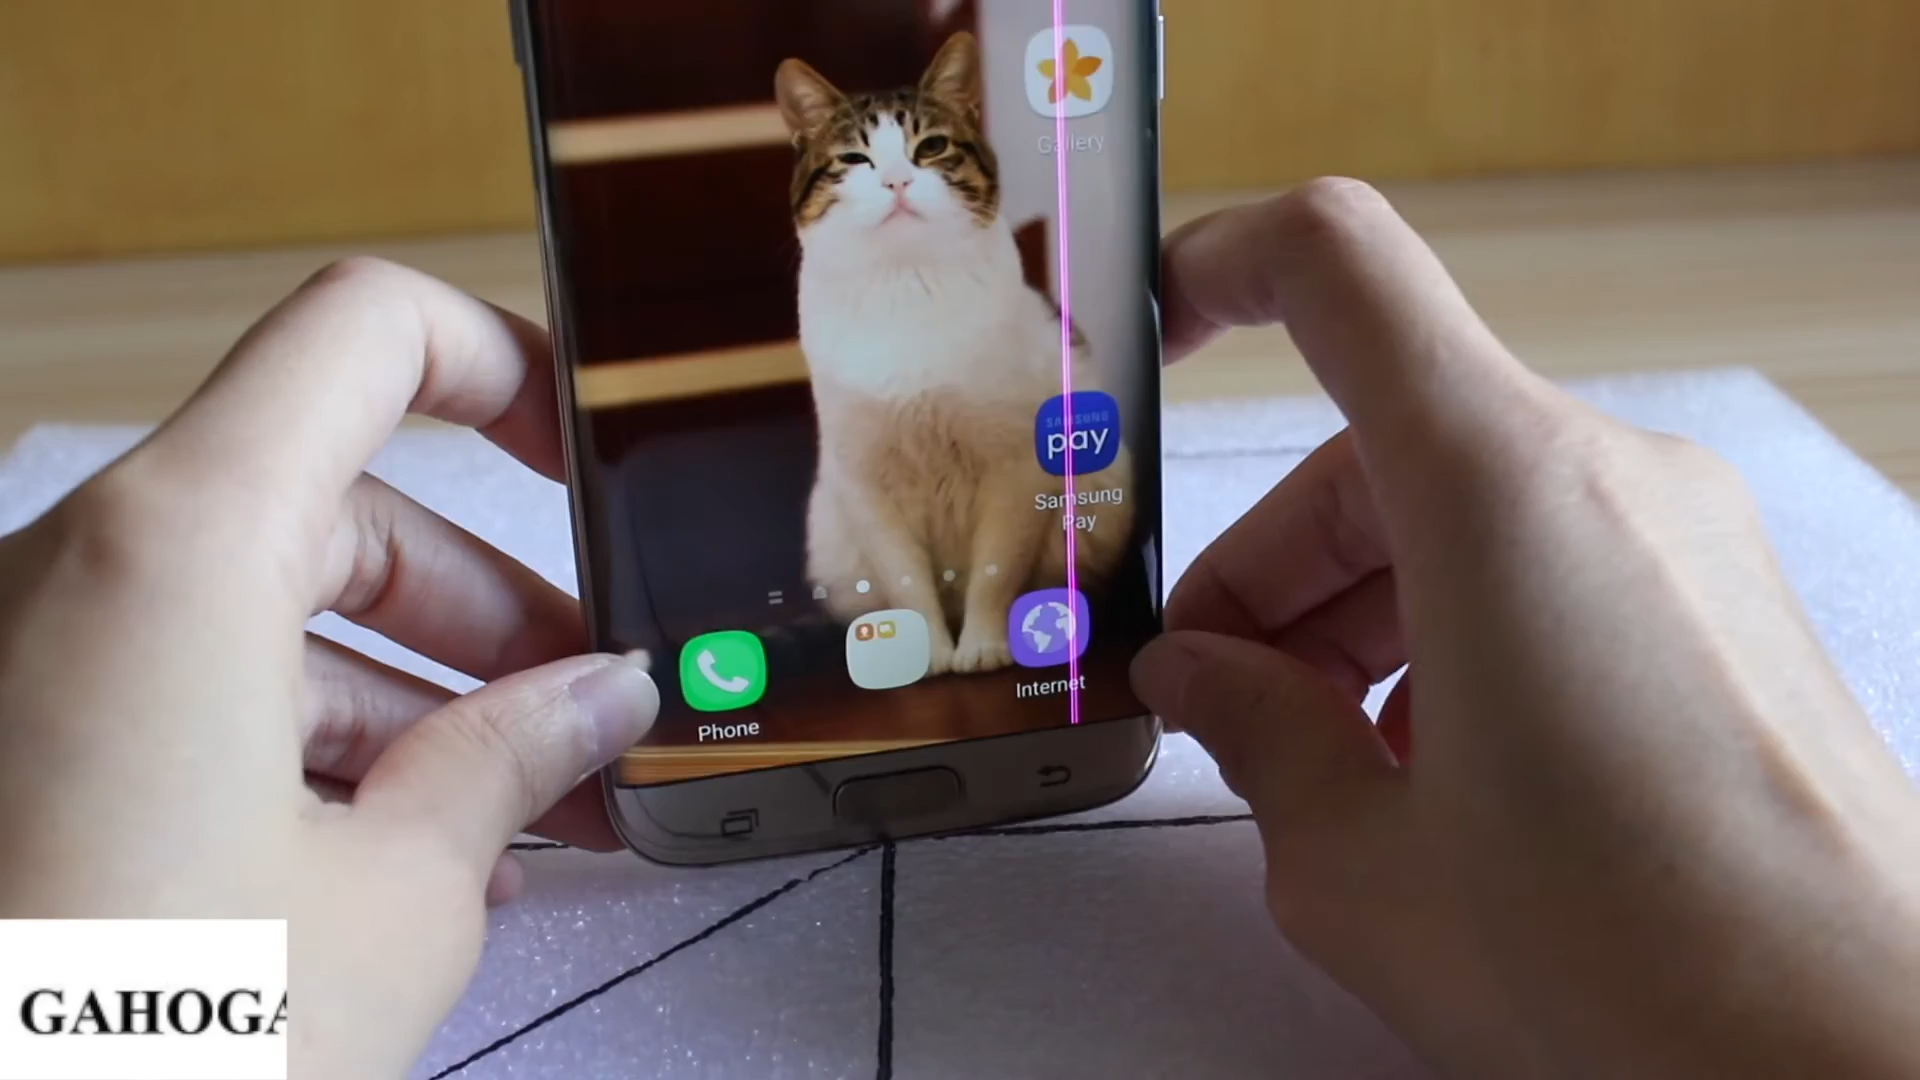 Gallery
SAMSUNG
pay
Samsung
Pay
Internet
Phone
GAHOGA